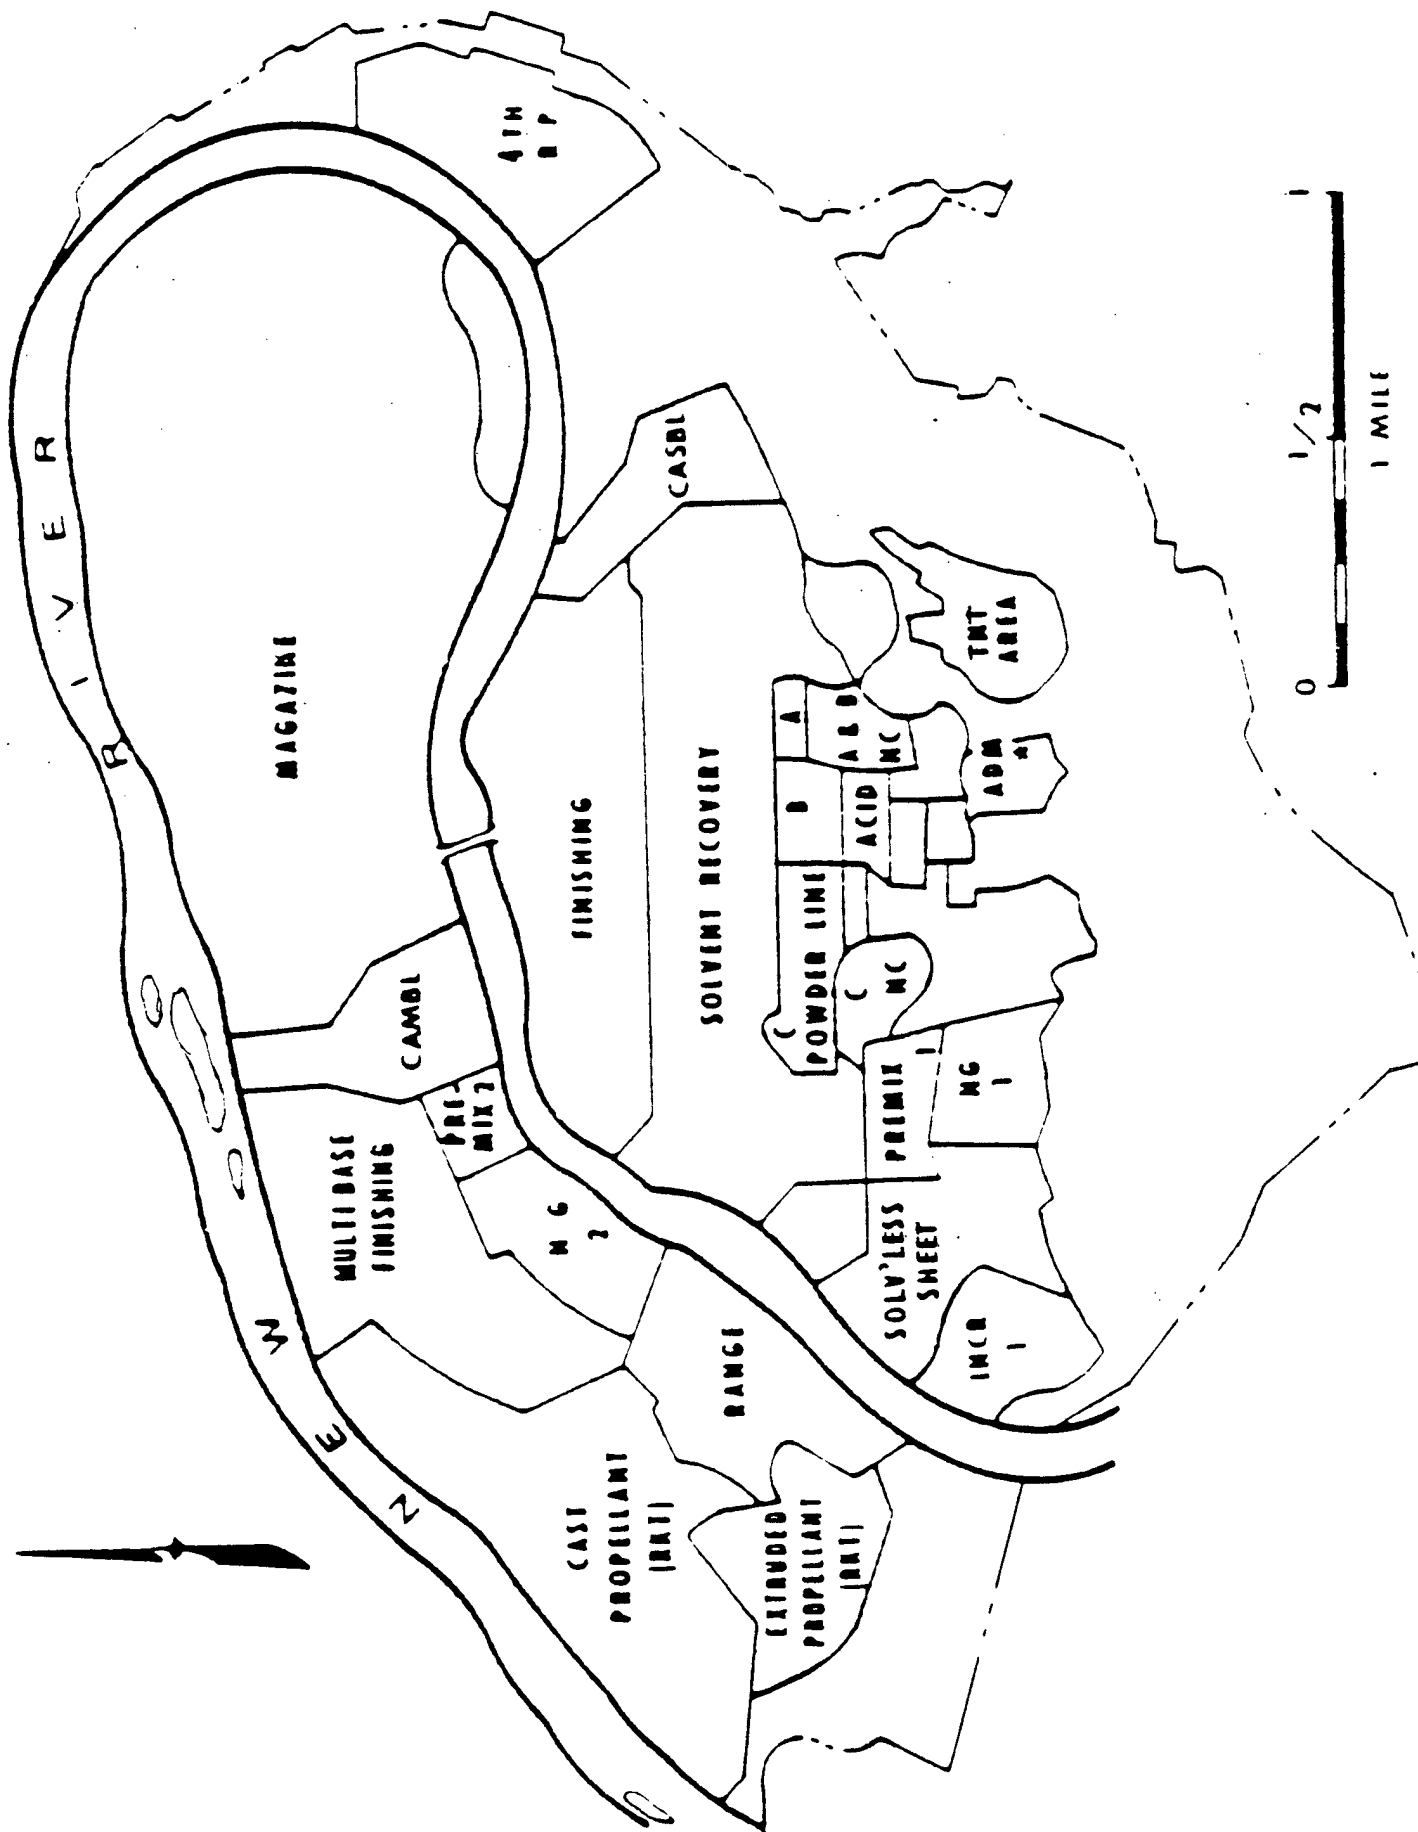 NEW RIVER
4TH
R P
MAGAZINE
CASBL
FINISHING
SOLVENT RECOVERY
CAMBL
PRE-
MIX 2
MULTI BASE
FINISHING
N G
2
RANGE
CAST
PROPELLANT
(RKT)
EXTRUDED
PROPELLANT
(RKT)
A
B
A & B
NC
ACID
C
POWDER LINE
C
NC
TNT
AREA
ADM
★
PREMIX
1
NG
1
SOLV'LESS
SHEET
INCR
1
0
1/2
1
1 MILE